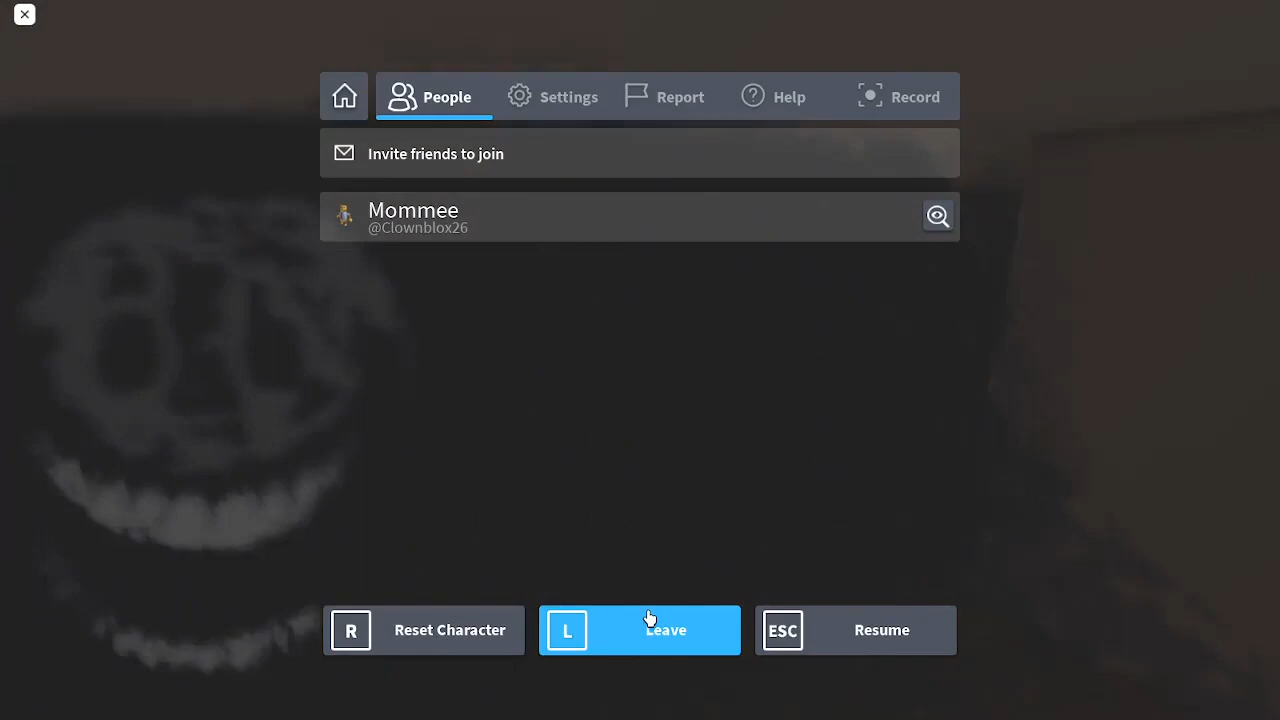 People
Settings
Report
Help
Record
Invite friends to join
Mommee
@Clownblox26
R
Reset Character
L
Leave
ESC
Resume